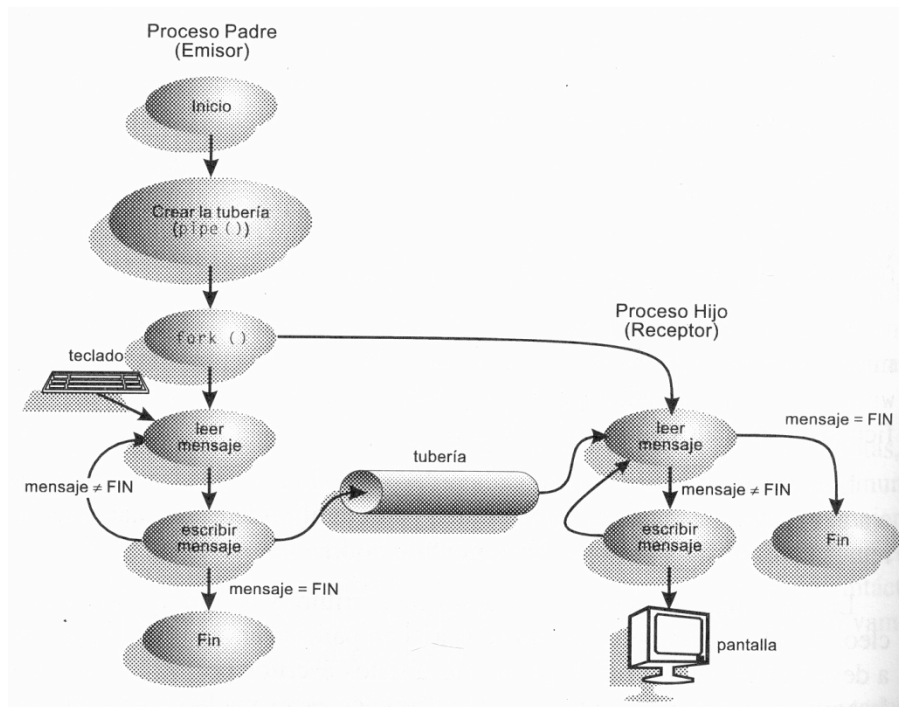 Proceso Padre
(Emisor)
Inicio
Crear la tubería
(pipe ())
fork ()
teclado
leer
mensaje
mensaje ≠ FIN
escribir
mensaje
mensaje = FIN
Fin
tubería
Proceso Hijo
(Receptor)
leer
mensaje
mensaje = FIN
mensaje ≠ FIN
escribir
mensaje
Fin
pantalla